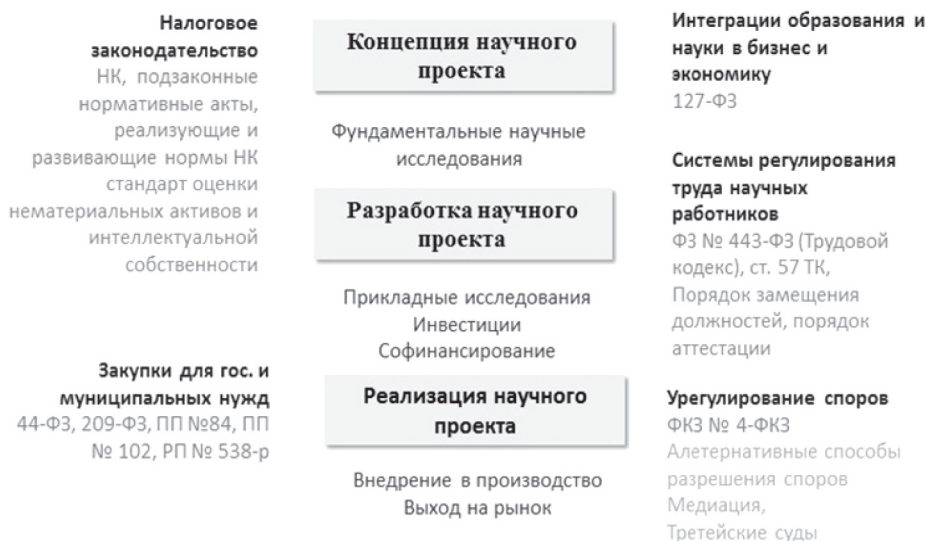 Налоговое
законодательство
НК, подзаконные
нормативные акты,
реализующие и
развивающие нормы НК
стандарт оценки
нематериальных активов и
интеллектуальной
собственности
Закупки для гос. и
муниципальных нужд
44-ФЗ, 209-ФЗ, ПП №84, ПП
№ 102, РП № 538-р
Концепция научного
проекта
Фундаментальные научные
исследования
Разработка научного
проекта
Прикладные исследования
Инвестиции
Софинансирование
Реализация научного
проекта
Внедрение в производство
Выход на рынок
Интеграции образования и
науки в бизнес и
экономику
127-ФЗ
Системы регулирования
труда научных
работников
ФЗ № 443-ФЗ (Трудовой
кодекс), ст. 57 ТК,
Порядок замещения
должностей, порядок
аттестации
Урегулирование споров
ФКЗ № 4-ФКЗ
Алетернативные способы
разрешения споров
Медиация,
Третейские суды